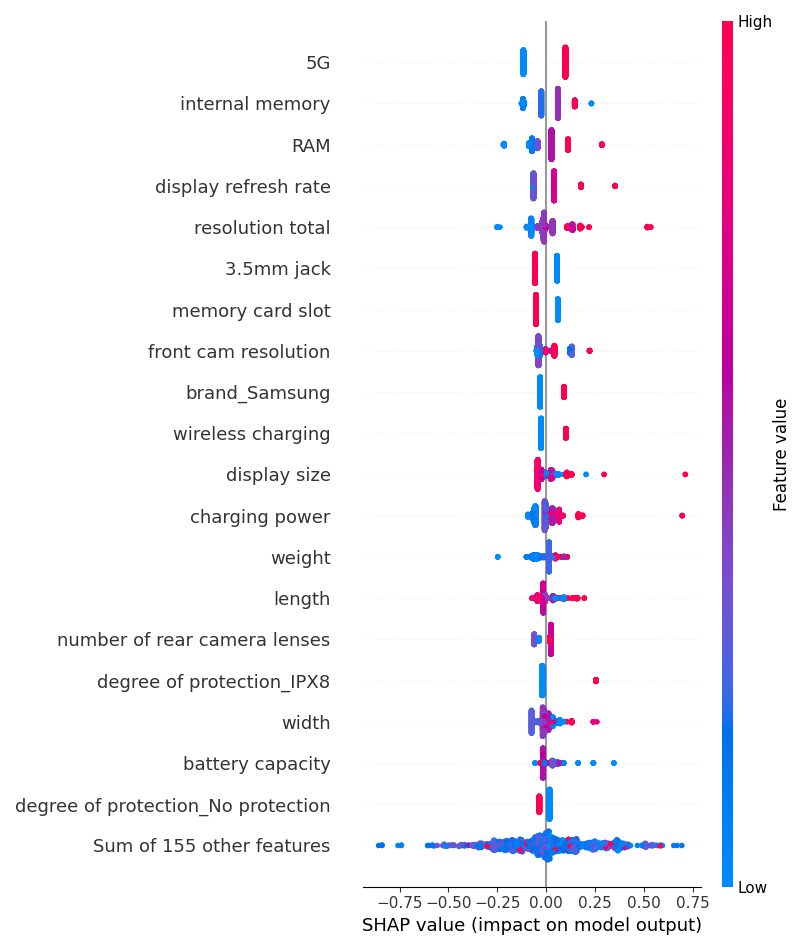 High
5G
internal memory
RAM
display refresh rate
resolution total
3.5mm jack
memory card slot
front cam resolution
brand_Samsung
wireless charging
display size
charging power
weight
length
number of rear camera lenses
degree of protection_IPX8
width
battery capacity
degree of protection_No protection
Sum of 155 other features
Feature value
Low
−0.75 −0.50 −0.25 0.00 0.25 0.50 0.75
SHAP value (impact on model output)